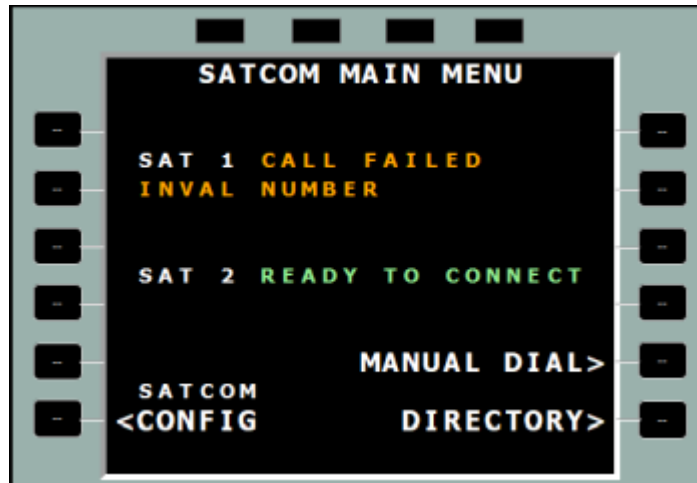 SATCOM MAIN MENU
SAT 1 CALL FAILED
INVAL NUMBER
SAT 2 READY TO CONNECT
MANUAL DIAL>
SATCOM
<CONFIG DIRECTORY>